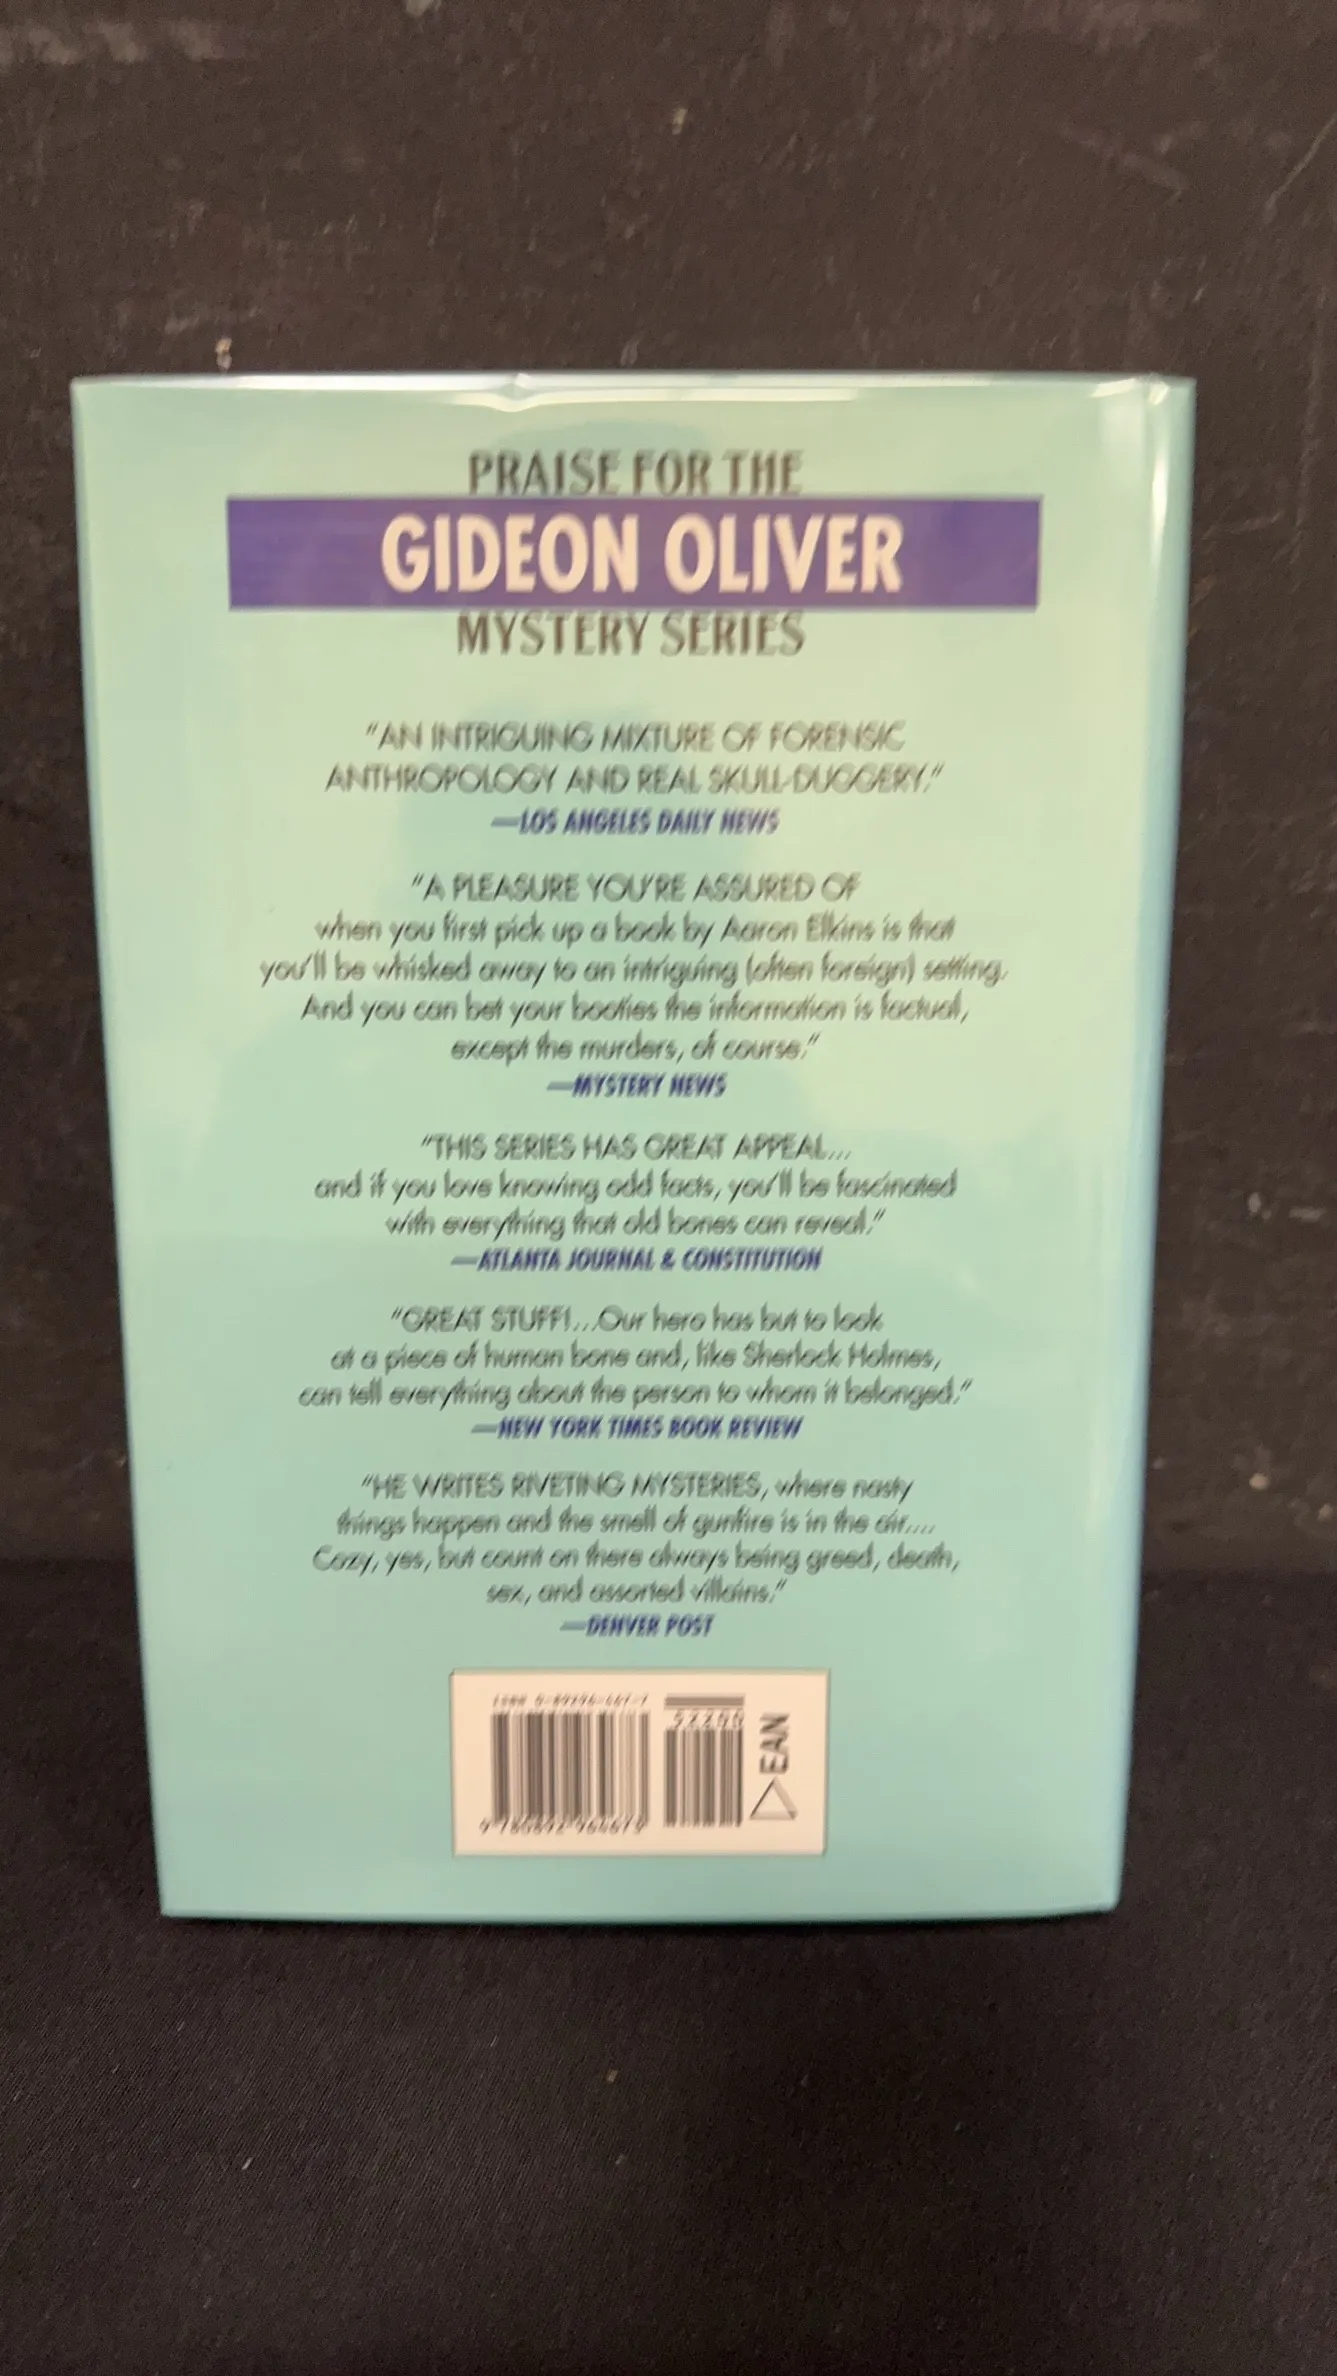 PRAISE FOR THE
GIDEON OLIVER
MYSTERY SERIES
"AN INTRIGUING MIXTURE OF FORENSIC
ANTHROPOLOGY AND REAL SKULL-DUGGERY."
—LOS ANGELES DAILY NEWS
"A PLEASURE YOU'RE ASSURED OF
when you first pick up a book by Aaron Elkins is that
you'll be whisked away to an intriguing (often foreign) setting.
And you can bet your booties the information is factual,
except the murders, of course."
—MYSTERY NEWS
"THIS SERIES HAS GREAT APPEAL...
and if you love knowing odd facts, you'll be fascinated
with everything that old bones can reveal."
—ATLANTA JOURNAL & CONSTITUTION
"GREAT STUFF!...Our hero has but to look
at a piece of human bone and, like Sherlock Holmes,
can tell everything about the person to whom it belonged."
—NEW YORK TIMES BOOK REVIEW
"HE WRITES RIVETING MYSTERIES, where nasty
things happen and the smell of gunfire is in the air....
Cozy, yes, but count on there always being greed, death,
sex, and assorted villains."
—DENVER POST
ISBN
EAN
9 780892 964673